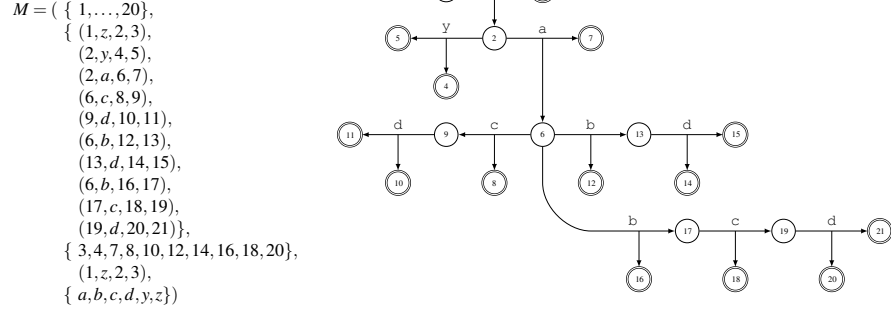 M = ( { 1,...,20},
{ (1,z,2,3),
(2,y,4,5),
(2,a,6,7),
(6,c,8,9),
(9,d,10,11),
(6,b,12,13),
(13,d,14,15),
(6,b,16,17),
(17,c,18,19),
(19,d,20,21)},
{ 3,4,7,8,10,12,14,16,18,20},
(1,z,2,3),
{ a,b,c,d,y,z})
y a
5 2 7
4
d c b d
11 9 6 13 15
10 8 12 14
b c d
17 19 21
16 18 20